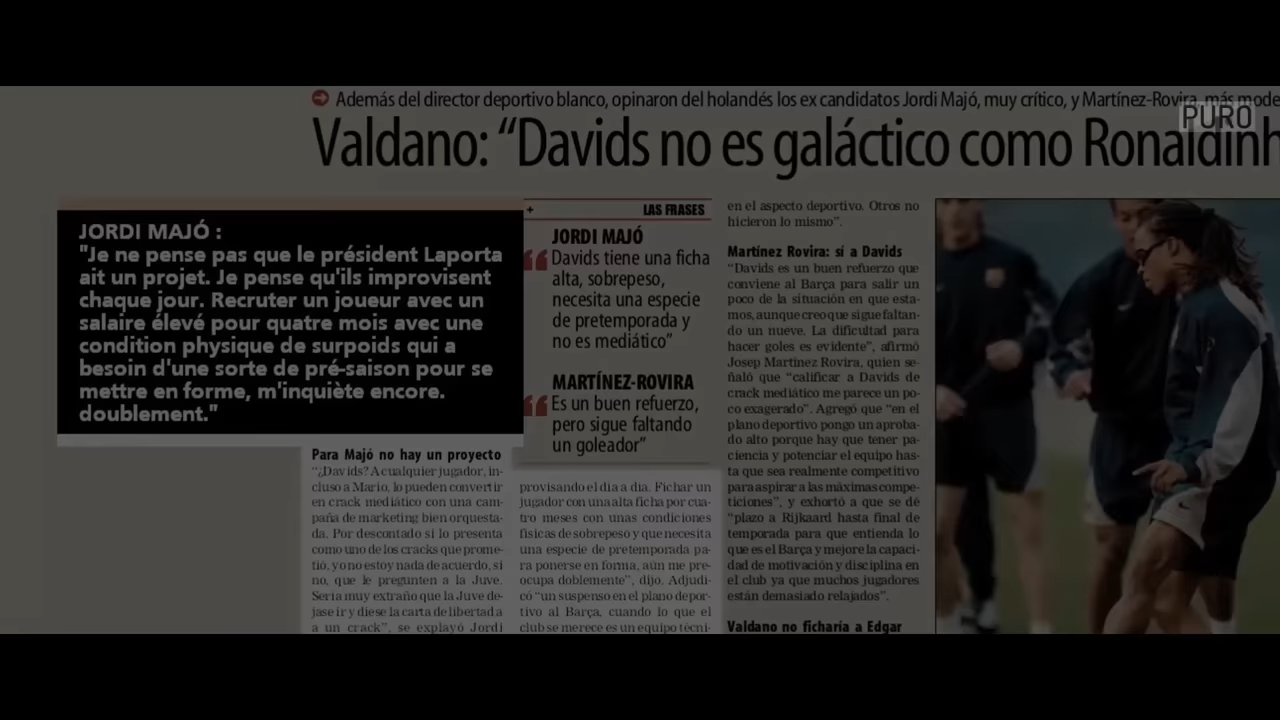 Además del director deportivo blanco, opinaron del holandés los ex candidatos Jordi Majó, muy crítico, y Martínez-Rovira, más mode
PURO
Valdano: “Davids no es galáctico como Ronaldinh
JORDI MAJÓ :
"Je ne pense pas que le président Laporta
ait un projet. Je pense qu'ils improvisent
chaque jour. Recruter un joueur avec un
salaire élevé pour quatre mois avec une
condition physique de surpoids qui a
besoin d'une sorte de pré-saison pour se
mettre en forme, m'inquiète encore.
doublement."
Para Majó no hay un proyecto
“¿Davids? A cualquier jugador, in-
cluso a Mario, lo pueden convertir
en crack mediático con una cam-
paña de marketing bien orquesta-
da. Por descontado si lo presenta
como uno de los cracks que prome-
tió, yo no estoy nada de acuerdo, si
no, que le pregunten a la Juve.
Sería muy extraño que la Juve de-
jase ir y diese la carta de libertad a
a un crack”, se explayó Jordi
+ LAS FRASES
JORDI MAJÓ
“Davids tiene una ficha
alta, sobrepeso,
necesita una especie
de pretemporada y
no es mediático”
MARTÍNEZ-ROVIRA
“Es un buen refuerzo,
pero sigue faltando
un goleador”
provisando el día a día. Fichar un
jugador con una alta ficha por cua-
tro meses con unas condiciones
físicas de sobrepeso y que necesita
una especie de pretemporada pa-
ra ponerse en forma, aún me pre-
ocupa doblemente”, dijo. Adjudi-
có “un suspenso en el plano depor-
tivo al Barça, cuando lo que el
club se merece es un equipo técni-
en el aspecto deportivo. Otros no
hicieron lo mismo”.
Martínez Rovira: sí a Davids
“Davids es un buen refuerzo que
conviene al Barça para salir un
poco de la situación en que esta-
mos, aunque creo que sigue faltan-
do un nueve. La dificultad para
hacer goles es evidente”, afirmó
Josep Martínez Rovira, quien se-
ñaló que “calificar a Davids de
crack mediático me parece un po-
co exagerado”. Agregó que “en el
plano deportivo pongo un aproba-
do alto porque hay que tener pa-
ciencia y potenciar el equipo has-
ta que sea realmente competitivo
para aspirar a las máximas compe-
ticiones”, y exhortó a que se dé
“plazo a Rijkaard hasta final de
temporada para que entienda lo
que es el Barça y mejore la capaci-
dad de motivación y disciplina en
el club ya que muchos jugadores
están demasiado relajados”.
Valdano no ficharía a Edgar